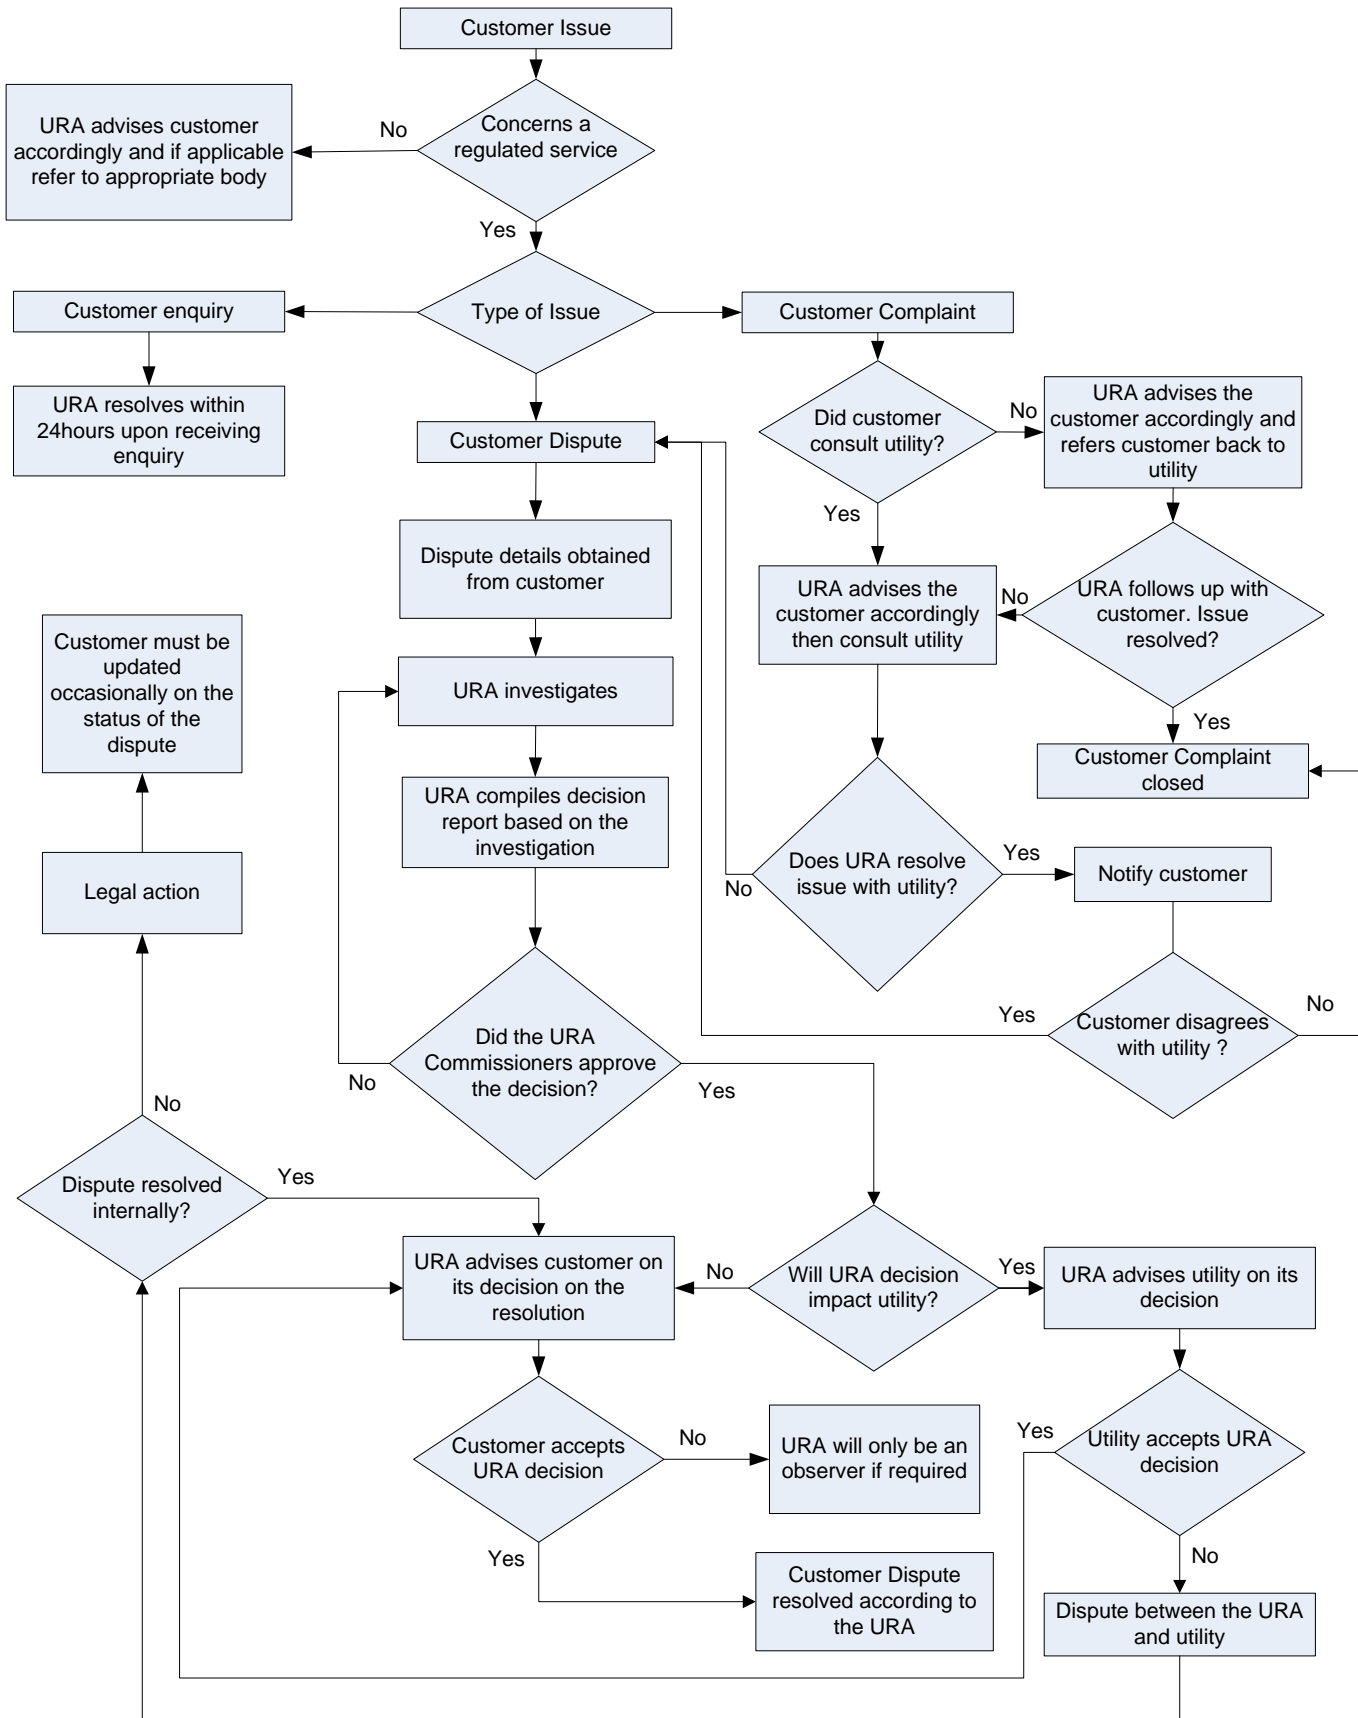 Customer Issue
URA advises customer
accordingly and if applicable
refer to appropriate body
No
Concerns a
regulated service
Yes
Customer enquiry
Type of Issue
Customer Complaint
URA resolves within
24hours upon receiving
enquiry
Customer Dispute
Did customer
consult utility?
No
URA advises the
customer accordingly and
refers customer back to
utility
Yes
Dispute details obtained
from customer
URA advises the
customer accordingly
then consult utility
No
URA follows up with
customer. Issue
resolved?
Customer must be
updated
occasionally on the
status of the
dispute
URA investigates
Yes
Customer Complaint
closed
URA compiles decision
report based on the
investigation
Legal action
Does URA resolve
issue with utility?
No
Yes
Notify customer
Did the URA
Commissioners approve
the decision?
No
Yes
Yes
Customer disagrees
with utility ?
No
No
Dispute resolved
internally?
Yes
URA advises customer on
its decision on the
resolution
No
Will URA decision
impact utility?
Yes
URA advises utility on its
decision
Customer accepts
URA decision
No
URA will only be an
observer if required
Yes
Utility accepts URA
decision
Yes
Customer Dispute
resolved according to
the URA
No
Dispute between the URA
and utility